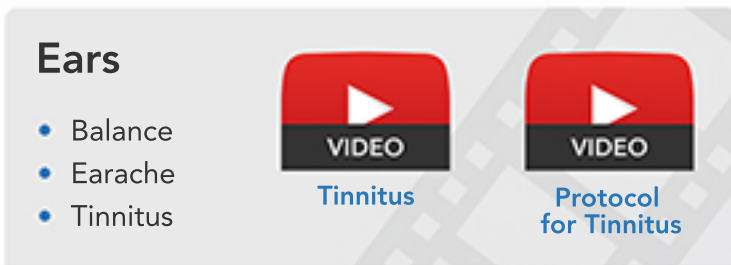 Ears
Balance
Earache
Tinnitus
VIDEO
Tinnitus
VIDEO
Protocol
for Tinnitus